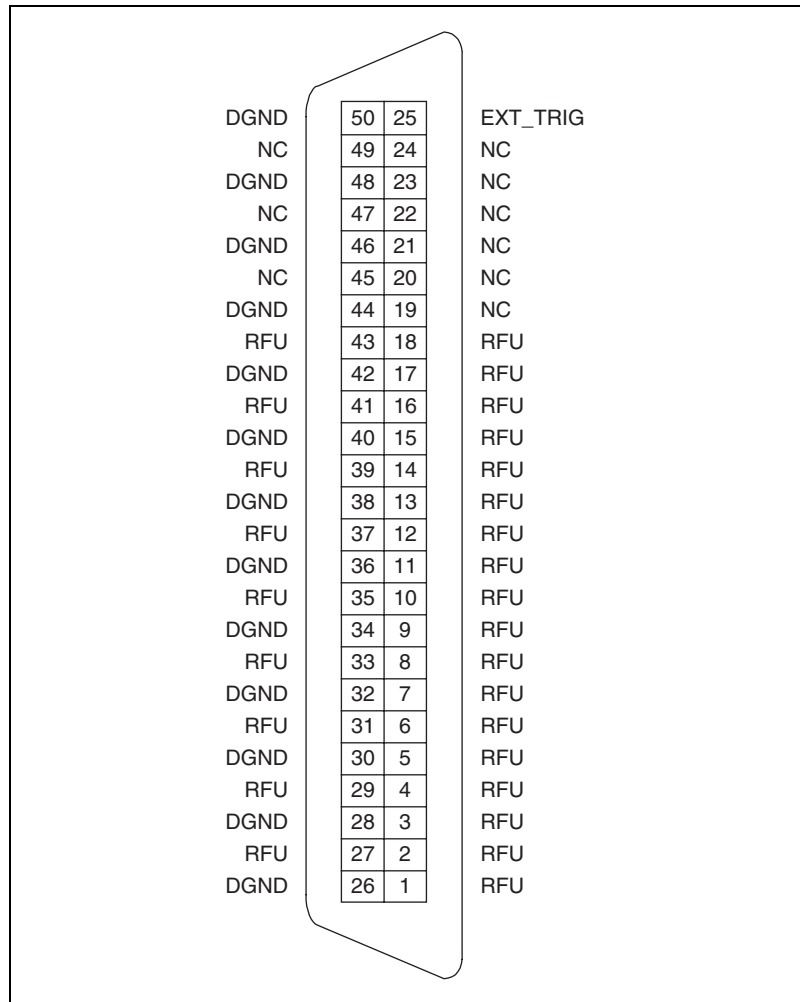 DGND 50 25 EXT_TRIG
NC 49 24 NC
DGND 48 23 NC
NC 47 22 NC
DGND 46 21 NC
NC 45 20 NC
DGND 44 19 NC
RFU 43 18 RFU
DGND 42 17 RFU
RFU 41 16 RFU
DGND 40 15 RFU
RFU 39 14 RFU
DGND 38 13 RFU
RFU 37 12 RFU
DGND 36 11 RFU
RFU 35 10 RFU
DGND 34 9 RFU
RFU 33 8 RFU
DGND 32 7 RFU
RFU 31 6 RFU
DGND 30 5 RFU
RFU 29 4 RFU
DGND 28 3 RFU
RFU 27 2 RFU
DGND 26 1 RFU